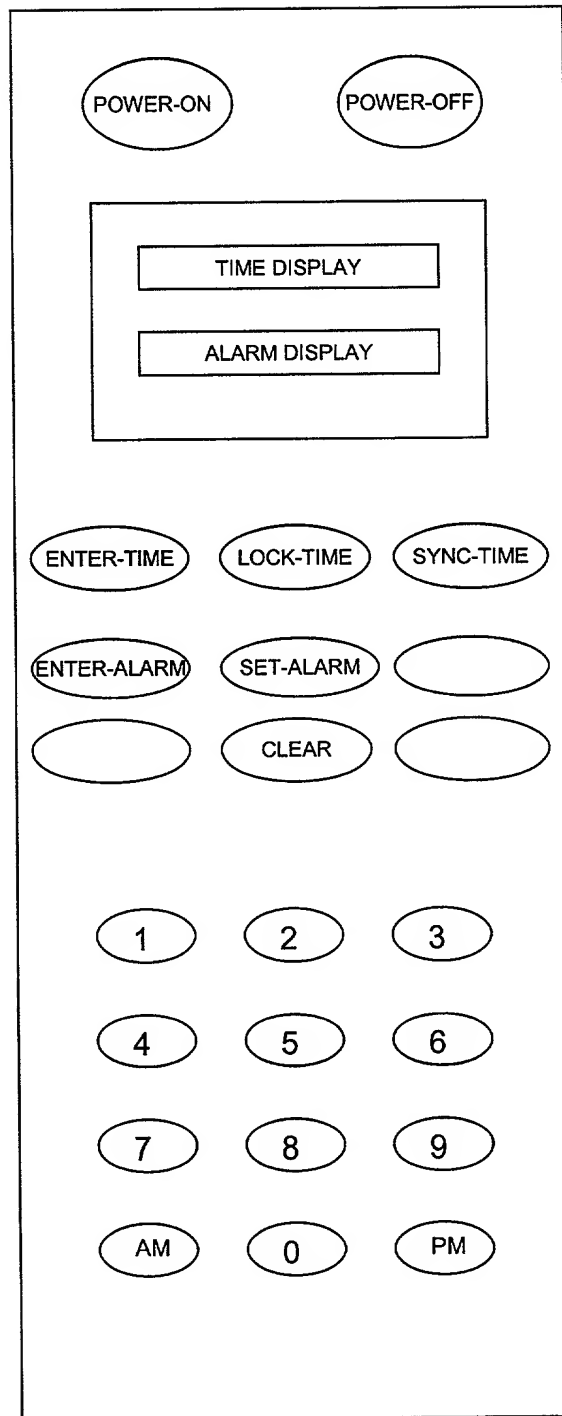 POWER-ON POWER-OFF
TIME DISPLAY
ALARM DISPLAY
ENTER-TIME LOCK-TIME SYNC-TIME
ENTER-ALARM SET-ALARM
CLEAR
1 2 3
4 5 6
7 8 9
AM 0 PM